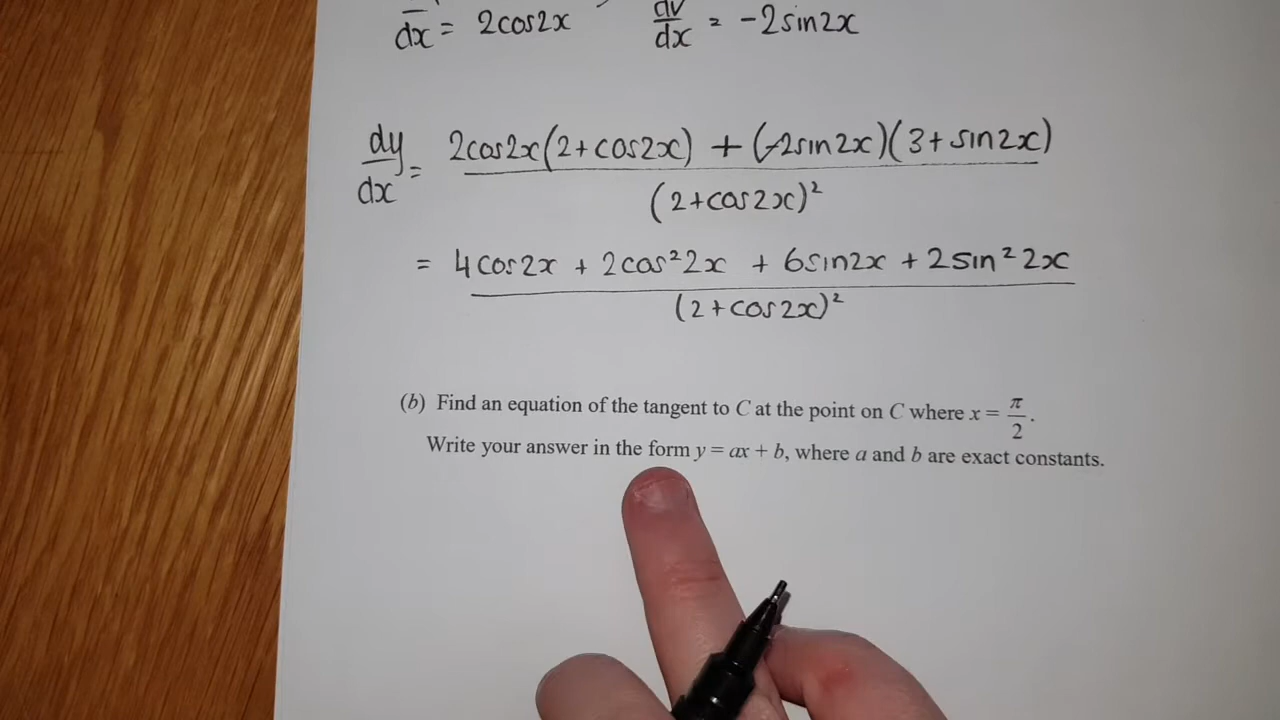 dx = 2cos2x dv/dx = -2sin2x
dy/dx = 2cos2x(2+cos2x) + (-2sin2x)(3+sin2x) / (2+cos2x)²
= 4cos2x + 2cos²2x + 6sin2x + 2sin²2x / (2+cos2x)²
(b) Find an equation of the tangent to C at the point on C where x = π/2.
Write your answer in the form y = ax + b, where a and b are exact constants.